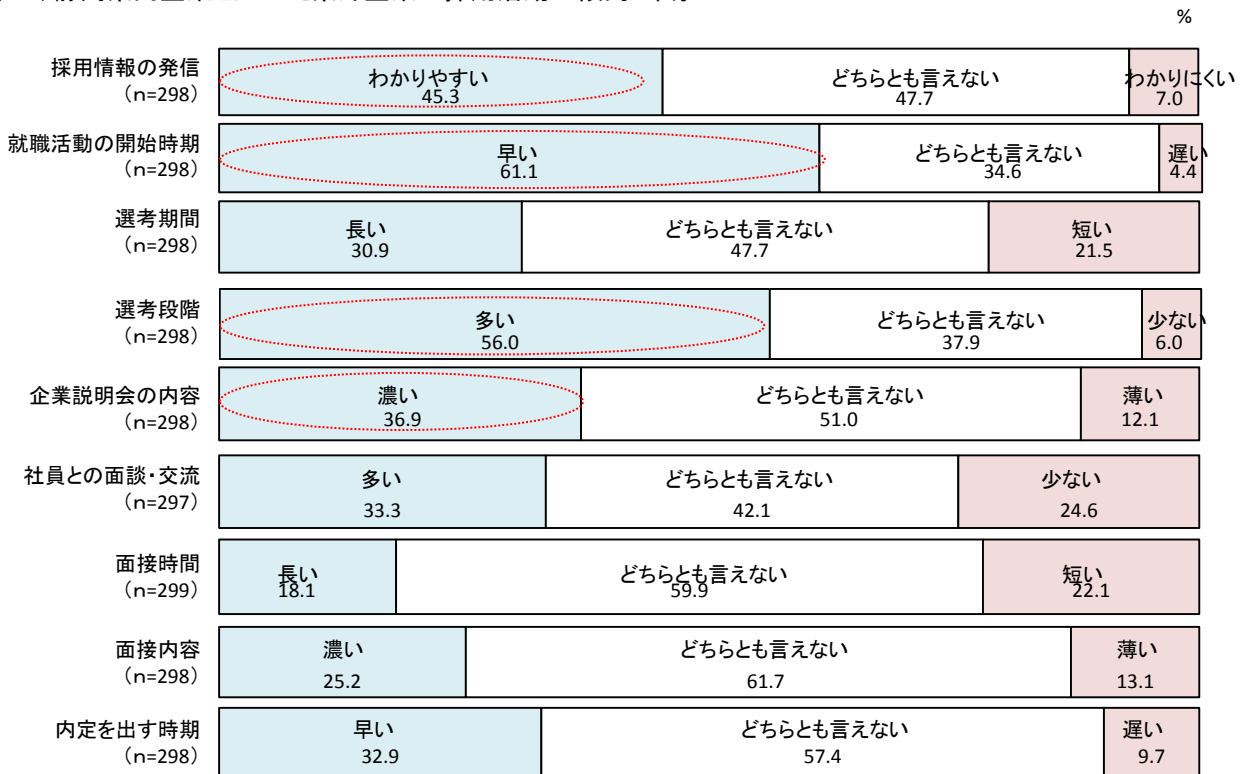 %
採用情報の発信
（n=298）
わかりやすい
45.3
どちらとも言えない
47.7
わかりにくい
7.0
就職活動の開始時期
（n=298）
早い
61.1
どちらとも言えない
34.6
遅い
4.4
選考期間
（n=298）
長い
30.9
どちらとも言えない
47.7
短い
21.5
選考段階
（n=298）
多い
56.0
どちらとも言えない
37.9
少ない
6.0
企業説明会の内容
（n=298）
濃い
36.9
どちらとも言えない
51.0
薄い
12.1
社員との面談・交流
（n=297）
多い
33.3
どちらとも言えない
42.1
少ない
24.6
面接時間
（n=299）
長い
18.1
どちらとも言えない
59.9
短い
22.1
面接内容
（n=298）
濃い
25.2
どちらとも言えない
61.7
薄い
13.1
内定を出す時期
（n=298）
早い
32.9
どちらとも言えない
57.4
遅い
9.7